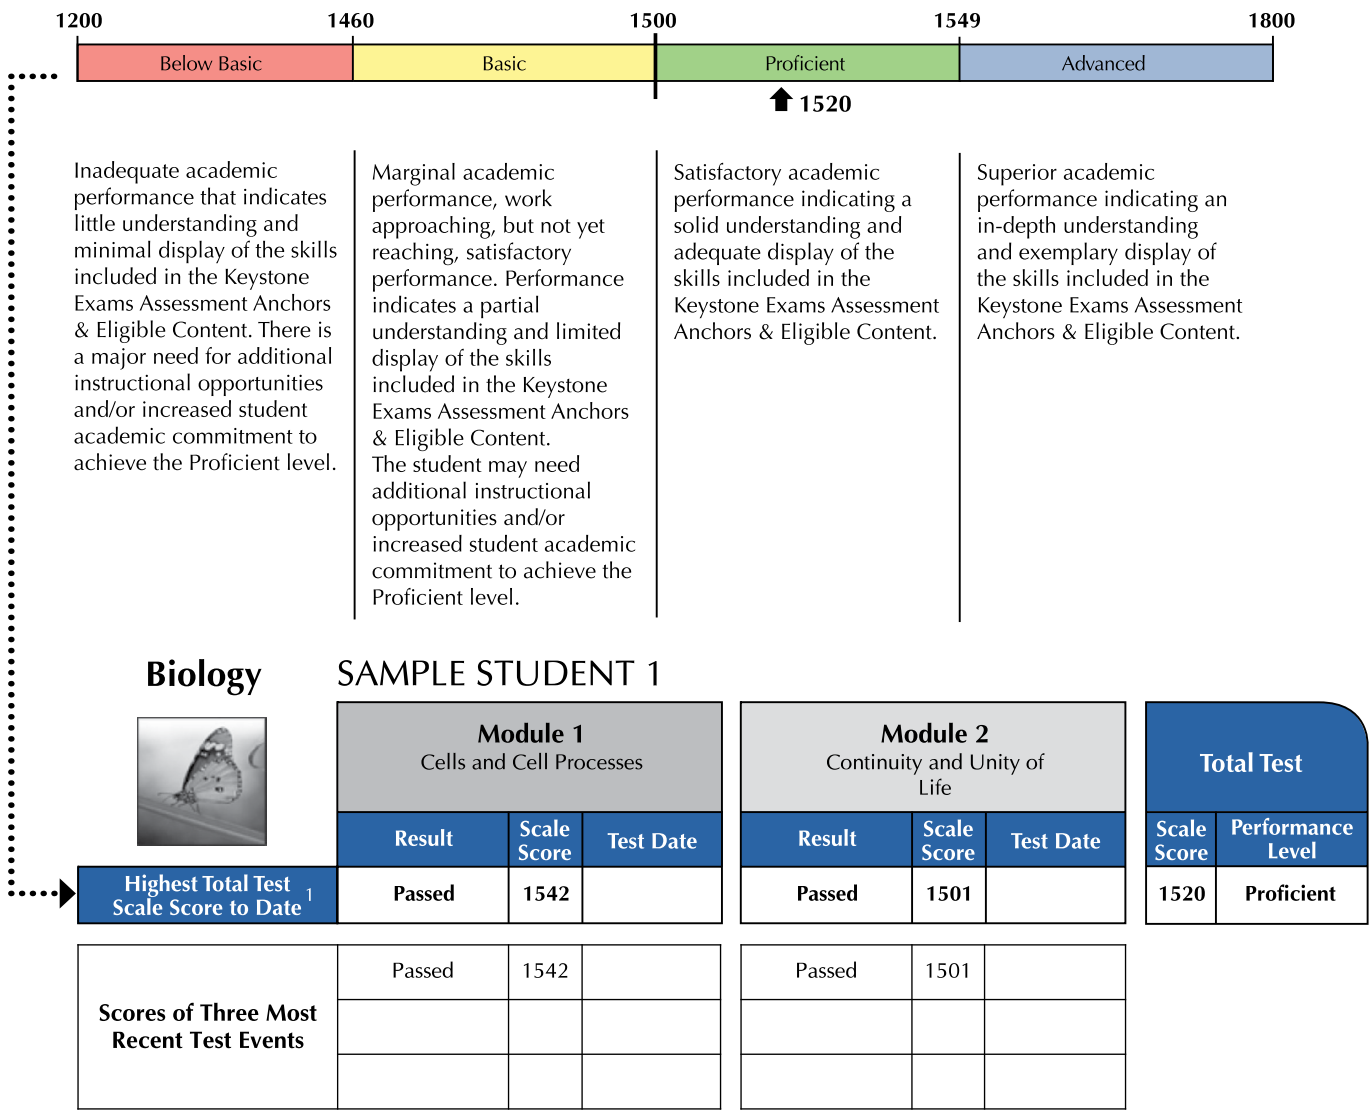 1200 1460 1500 1549 1800
Below Basic Basic Proficient Advanced
1520
Inadequate academic
performance that indicates
little understanding and
minimal display of the skills
included in the Keystone
Exams Assessment Anchors
& Eligible Content. There is
a major need for additional
instructional opportunities
and/or increased student
academic commitment to
achieve the Proficient level.
Marginal academic
performance, work
approaching, but not yet
reaching, satisfactory
performance. Performance
indicates a partial
understanding and limited
display of the skills
included in the Keystone
Exams Assessment Anchors
& Eligible Content.
The student may need
additional instructional
opportunities and/or
increased student academic
commitment to achieve the
Proficient level.
Satisfactory academic
performance indicating a
solid understanding and
adequate display of the
skills included in the
Keystone Exams Assessment
Anchors & Eligible Content.
Superior academic
performance indicating an
in-depth understanding
and exemplary display of
the skills included in the
Keystone Exams Assessment
Anchors & Eligible Content.
Biology SAMPLE STUDENT 1
Module 1
Cells and Cell Processes
Module 2
Continuity and Unity of
Life
Total Test
Result
Scale
Score
Test Date
Result
Scale
Score
Test Date
Scale
Score
Performance
Level
Highest Total Test
Scale Score to Date 1
Passed 1542 Passed 1501 1520 Proficient
Scores of Three Most
Recent Test Events
Passed 1542 Passed 1501